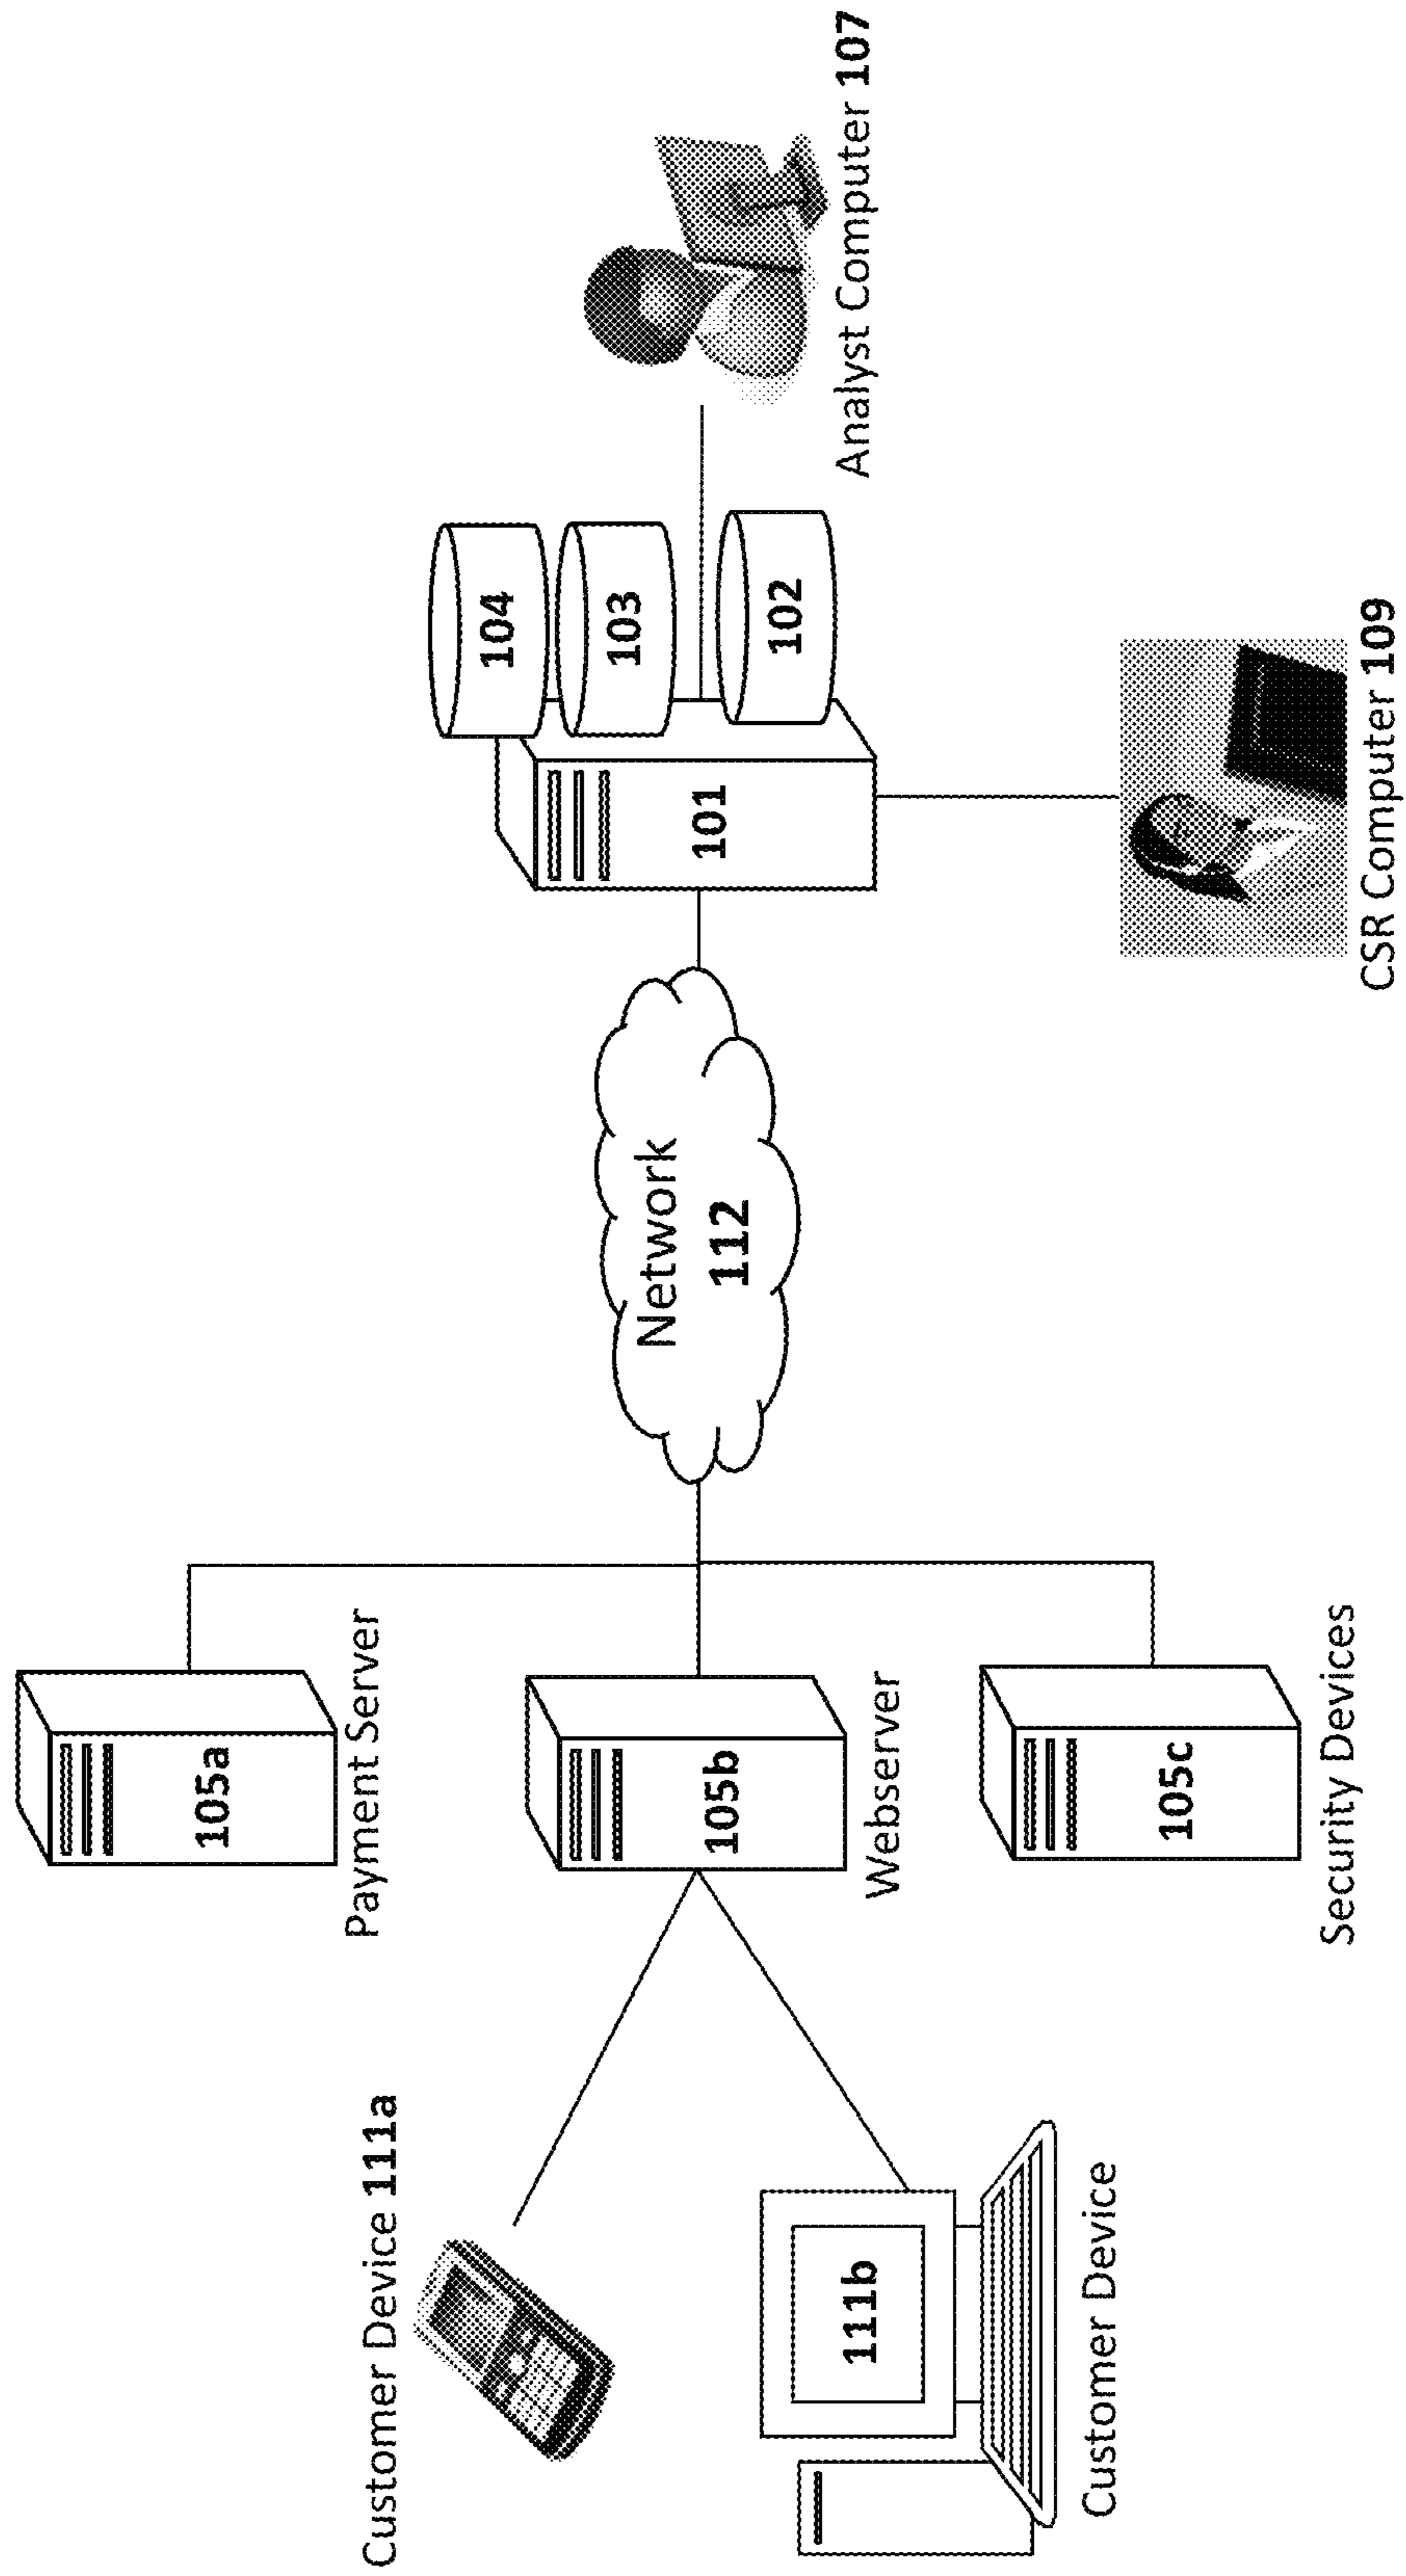 Customer Device 111a
111b
Customer Device
105a
Payment Server
105b
Webserver
105c
Security Devices
Network
112
101
104
103
102
Analyst Computer 107
CSR Computer 109